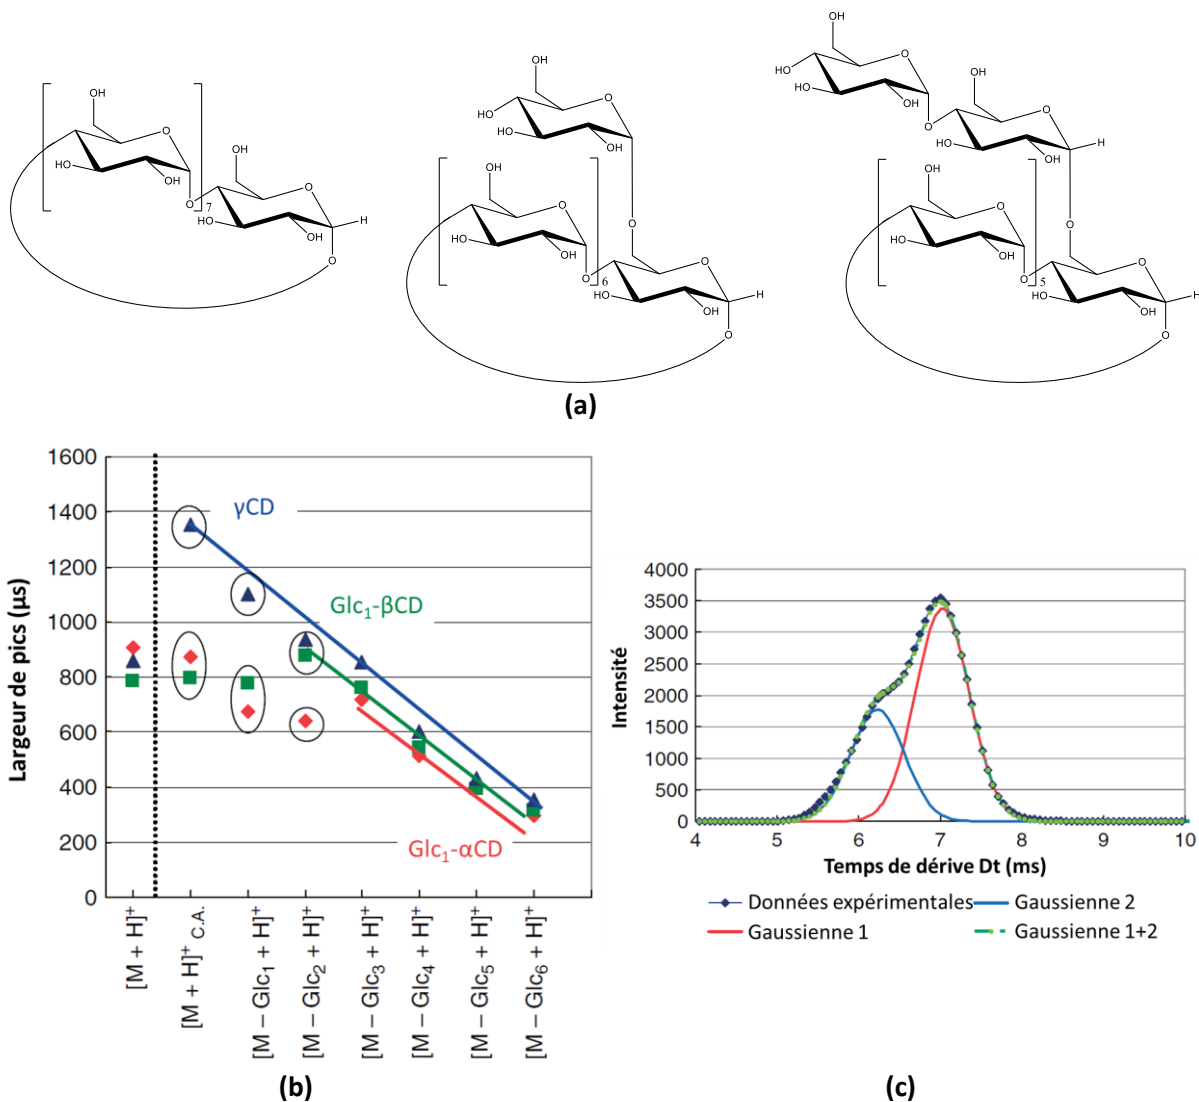 OH
O
HO
OH
O
7
OH
O
HO
OH
H
O
OH
HO
O
HO
OH
OH
O
HO
OH
O
6
O
O
HO
OH
H
O
OH
HO
O
HO
OH
O
OH
O
HO
OH
H
O
OH
O
HO
OH
O
5
O
HO
OH
H
O
(a)
Largeur de pics (µs)
1600
1400
1200
1000
800
600
400
200
0
γCD
Glc₁-βCD
Glc₁-αCD
[M + H]⁺
[M + H]⁺ C.A.
[M – Glc₁ + H]⁺
[M – Glc₂ + H]⁺
[M – Glc₃ + H]⁺
[M – Glc₄ + H]⁺
[M – Glc₅ + H]⁺
[M – Glc₆ + H]⁺
(b)
Intensité
4000
3500
3000
2500
2000
1500
1000
500
0
4 5 6 7 8 9 10
Temps de dérive Dt (ms)
Données expérimentales Gaussienne 2
Gaussienne 1 Gaussienne 1+2
(c)